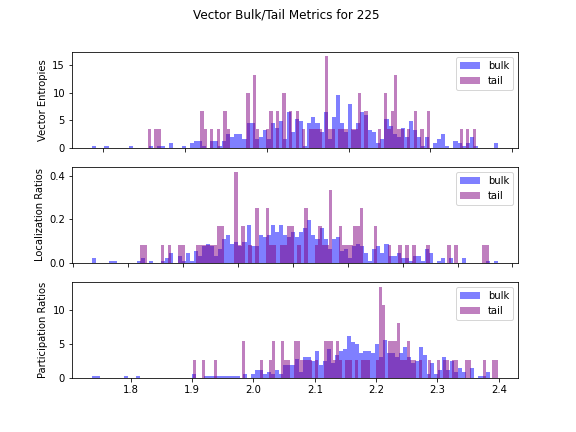 Vector Bulk/Tail Metrics for 225
Vector Entropies
15
10
5
0
bulk
tail
Localization Ratios
0.4
0.2
0.0
bulk
tail
Participation Ratios
10
5
0
bulk
tail
1.8 1.9 2.0 2.1 2.2 2.3 2.4